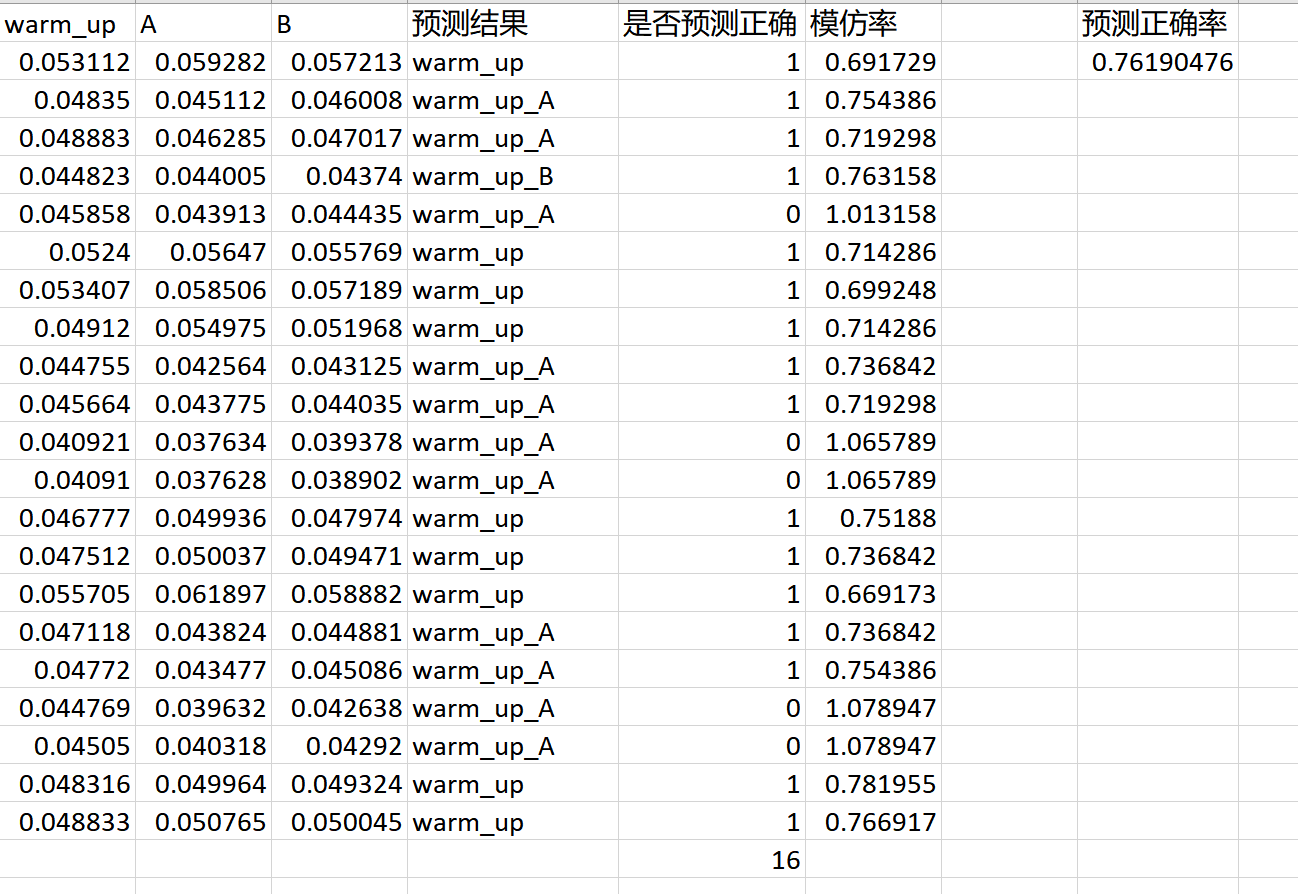 warm_up A B 预测结果 是否预测正确 模仿率 预测正确率
0.053112 0.059282 0.057213 warm_up 1 0.691729 0.76190476
0.04835 0.045112 0.046008 warm_up_A 1 0.754386
0.048883 0.046285 0.047017 warm_up_A 1 0.719298
0.044823 0.044005 0.04374 warm_up_B 1 0.763158
0.045858 0.043913 0.044435 warm_up_A 0 1.013158
0.0524 0.05647 0.055769 warm_up 1 0.714286
0.053407 0.058506 0.057189 warm_up 1 0.699248
0.04912 0.054975 0.051968 warm_up 1 0.714286
0.044755 0.042564 0.043125 warm_up_A 1 0.736842
0.045664 0.043775 0.044035 warm_up_A 1 0.719298
0.040921 0.037634 0.039378 warm_up_A 0 1.065789
0.04091 0.037628 0.038902 warm_up_A 0 1.065789
0.046777 0.049936 0.047974 warm_up 1 0.75188
0.047512 0.050037 0.049471 warm_up 1 0.736842
0.055705 0.061897 0.058882 warm_up 1 0.669173
0.047118 0.043824 0.044881 warm_up_A 1 0.736842
0.04772 0.043477 0.045086 warm_up_A 1 0.754386
0.044769 0.039632 0.042638 warm_up_A 0 1.078947
0.04505 0.040318 0.04292 warm_up_A 0 1.078947
0.048316 0.049964 0.049324 warm_up 1 0.781955
0.048833 0.050765 0.050045 warm_up 1 0.766917
16